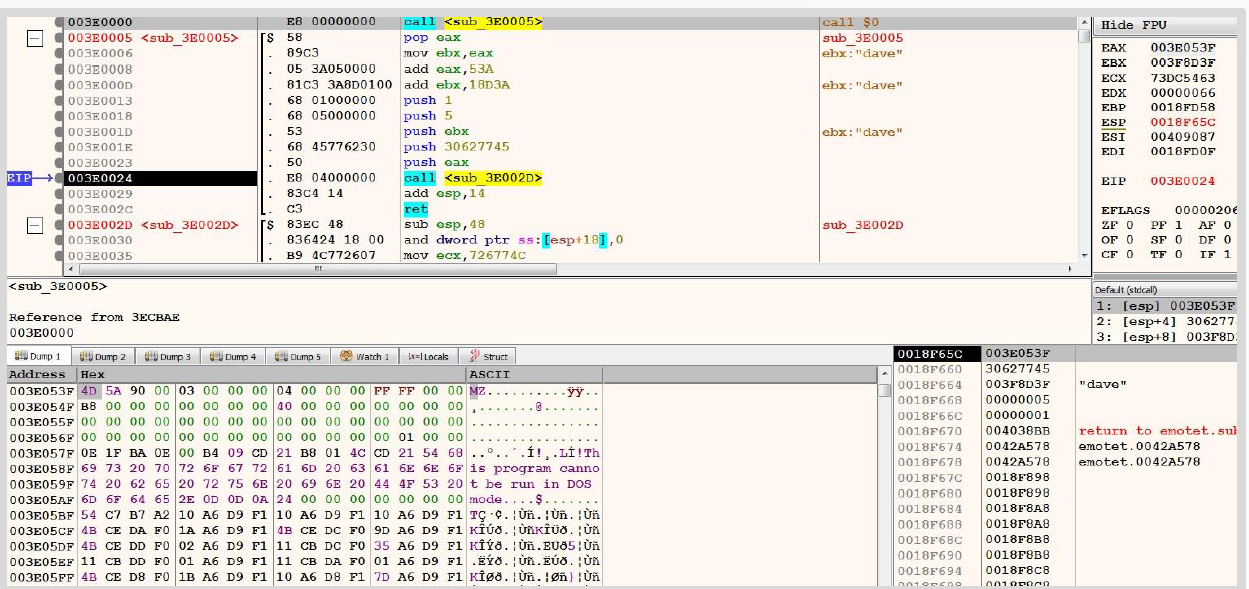 003E0000 E8 00000000 call <sub_3E0005> call $0
003E0005 <sub_3E0005> [$ 58 pop eax sub_3E0005
003E0006 . 89C3 mov ebx,eax ebx:"dave"
003E0008 . 05 3A050000 add eax,53A
003E000D . 81C3 3A8D0100 add ebx,18D3A ebx:"dave"
003E0013 . 68 01000000 push 1
003E0018 . 68 05000000 push 5
003E001D . 53 push ebx ebx:"dave"
003E001E . 68 45776230 push 30627745
003E0023 . 50 push eax
EIP 003E0024 . E8 04000000 call <sub_3E002D>
003E0029 . 83C4 14 add esp,14
003E002C . C3 ret
003E002D <sub_3E002D> [$ 83EC 48 sub esp,48 sub_3E002D
003E0030 . 836424 18 00 and dword ptr ss:[esp+18],0
003E0035 . B9 4C772607 mov ecx,726774C
Hide FPU
EAX 003E053F
EBX 003F8D3F
ECX 73DC5463
EDX 00000066
EBP 0018FD58
ESP 0018F65C
ESI 00409087
EDI 0018FD0F
EIP 003E0024
EFLAGS 00000206
ZF 0 PF 1 AF 0
OF 0 SF 0 DF 0
CF 0 TF 0 IF 1
<sub_3E0005>
Reference from 3ECBAE
003E0000
Default (stdcall)
1: [esp] 003E053F
2: [esp+4] 306277
3: [esp+8] 003F8D
Dump 1 Dump 2 Dump 3 Dump 4 Dump 5 Watch 1 [x=] Locals Struct
Address Hex ASCII
003E053F 4D 5A 90 00 03 00 00 00 04 00 00 00 FF FF 00 00 MZ..........ÿÿ..
003E054F B8 00 00 00 00 00 00 00 40 00 00 00 00 00 00 00 ¸.......@.......
003E055F 00 00 00 00 00 00 00 00 00 00 00 00 00 00 00 00 ................
003E056F 00 00 00 00 00 00 00 00 00 00 00 00 00 01 00 00 ................
003E057F 0E 1F BA 0E 00 B4 09 CD 21 B8 01 4C CD 21 54 68 ..º..´.Í!¸.LÍ!Th
003E058F 69 73 20 70 72 6F 67 72 61 6D 20 63 61 6E 6E 6F is program canno
003E059F 74 20 62 65 20 72 75 6E 20 69 6E 20 44 4F 53 20 t be run in DOS
003E05AF 6D 6F 64 65 2E 0D 0D 0A 24 00 00 00 00 00 00 00 mode....$.......
003E05BF 54 C7 B7 A2 10 A6 D9 F1 10 A6 D9 F1 10 A6 D9 F1 TÇ·¢.¦Ùñ.¦Ùñ.¦Ùñ
003E05CF 4B CE DA F0 1A A6 D9 F1 4B CE DC F0 9D A6 D9 F1 KÎÚð.¦ÙñKÎÜð.¦Ùñ
003E05DF 4B CE DD F0 02 A6 D9 F1 11 CB DC F0 35 A6 D9 F1 KÎÝð.¦Ùñ.ËÜð5¦Ùñ
003E05EF 11 CB DD F0 01 A6 D9 F1 11 CB DA F0 01 A6 D9 F1 .ËÝð.¦Ùñ.ËÚð.¦Ùñ
003E05FF 4B CE D8 F0 1B A6 D9 F1 10 A6 D8 F1 7D A6 D9 F1 KÎØð.¦Ùñ.¦Øñ}¦Ùñ
0018F65C 003E053F
0018F660 30627745
0018F664 003F8D3F "dave"
0018F668 00000005
0018F66C 00000001
0018F670 004038BB return to emotet.sub
0018F674 0042A578 emotet.0042A578
0018F678 0042A578 emotet.0042A578
0018F67C 0018F898
0018F680 0018F898
0018F684 0018F8A8
0018F688 0018F8A8
0018F68C 0018F8B8
0018F690 0018F8B8
0018F694 0018F8C8